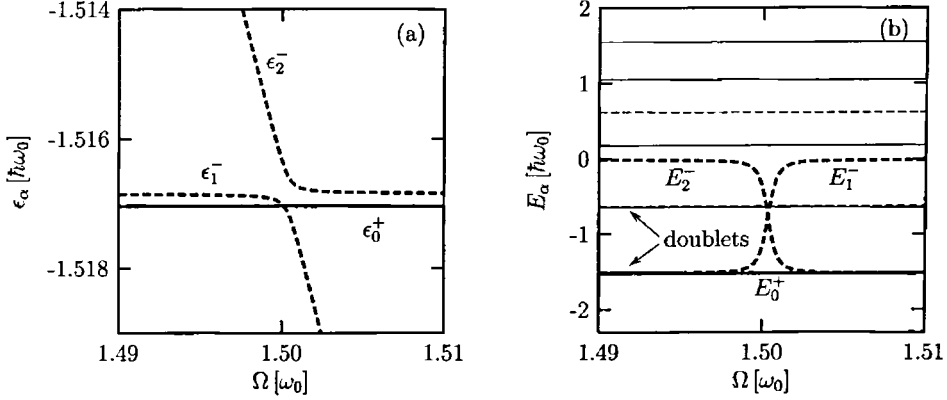 (a)
-1.514
-1.516
-1.518
ϵ₂⁻
ϵ₁⁻
ϵ₀⁺
ϵ_α [ħω₀]
1.49
1.50
1.51
Ω [ω₀]
(b)
2
1
0
-1
-2
E₂⁻
E₁⁻
doublets
E₀⁺
E_α [ħω₀]
1.49
1.50
1.51
Ω [ω₀]